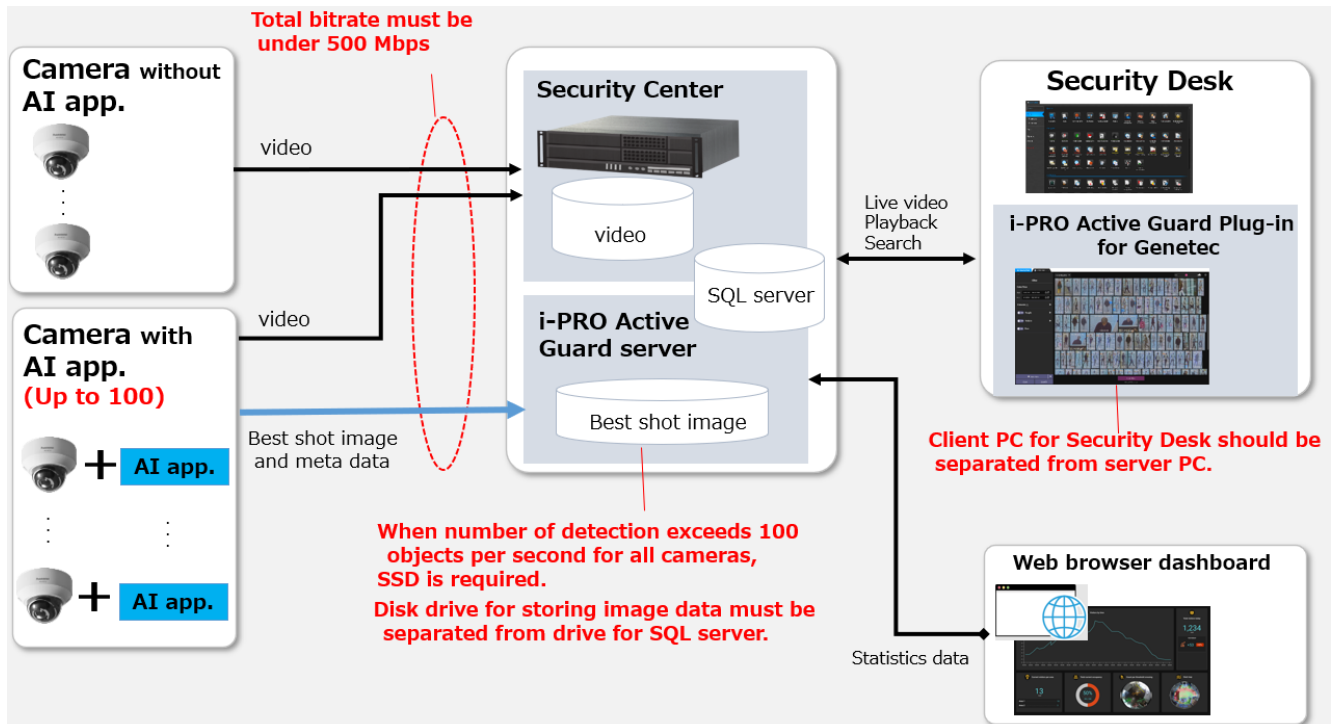 Total bitrate must be
under 500 Mbps
Camera without
AI app.
video
Camera with
AI app.
(Up to 100)
video
Best shot image
and meta data
AI app.
AI app.
Security Center
video
SQL server
i-PRO Active
Guard server
Best shot image
When number of detection exceeds 100
objects per second for all cameras,
SSD is required.
Disk drive for storing image data must be
separated from drive for SQL server.
Live video
Playback
Search
Security Desk
i-PRO Active Guard Plug-in
for Genetec
Client PC for Security Desk should be
separated from server PC.
Statistics data
Web browser dashboard
1,234
13